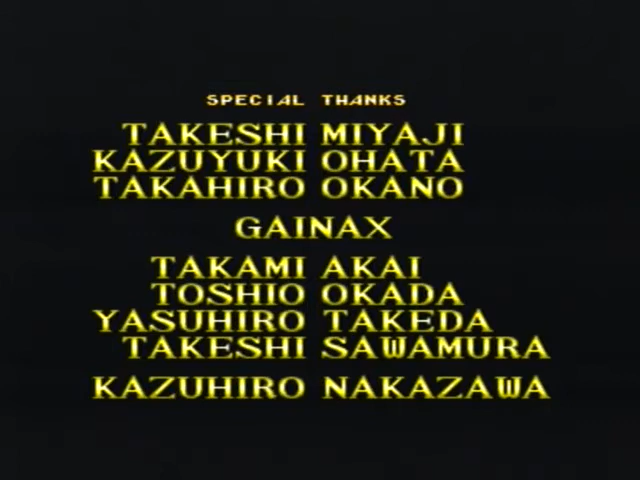 SPECIAL THANKS
TAKESHI MIYAJI
KAZUYUKI OHATA
TAKAHIRO OKANO
GAINAX
TAKAMI AKAI
TOSHIO OKADA
YASUHIRO TAKEDA
TAKESHI SAWAMURA
KAZUHIRO NAKAZAWA